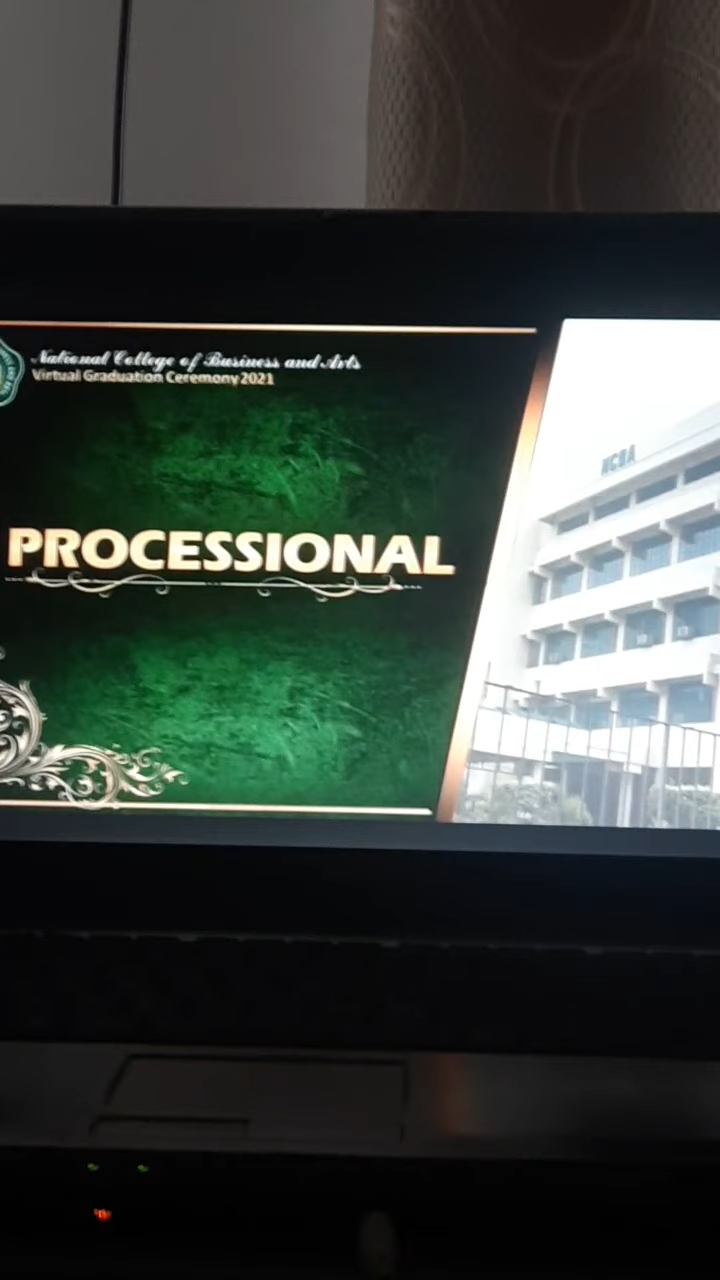 National College of Business and Arts
Virtual Graduation Ceremony 2021
PROCESSIONAL
NCBA